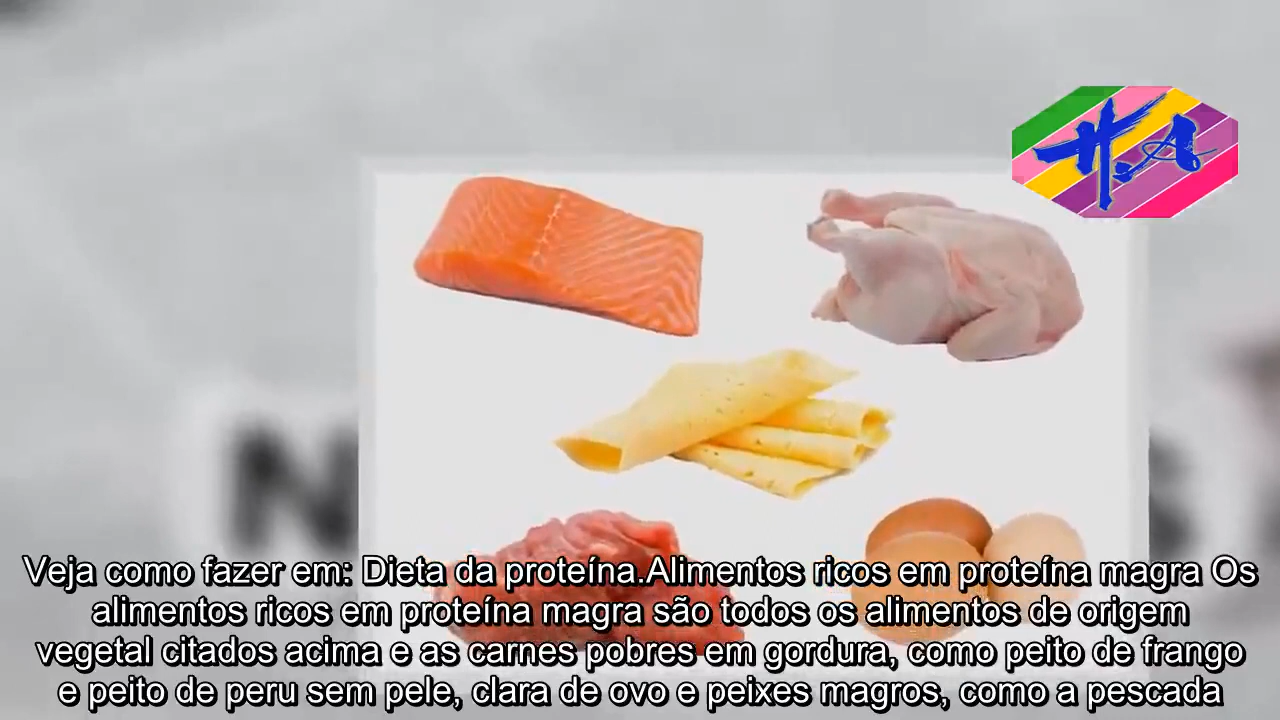 H.A
Veja como fazer em: Dieta da proteína.Alimentos ricos em proteína magra Os
alimentos ricos em proteína magra são todos os alimentos de origem
vegetal citados acima e as carnes pobres em gordura, como peito de frango
e peito de peru sem pele, clara de ovo e peixes magros, como a pescada